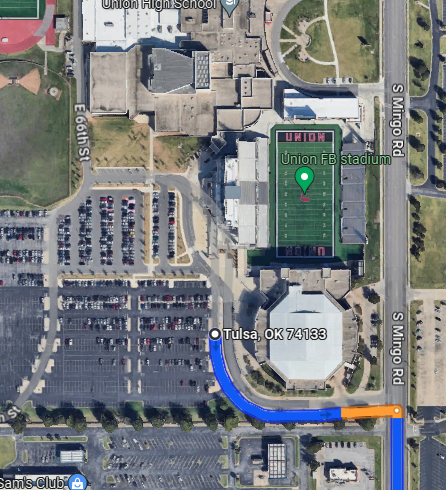 Union High School
S Mingo Rd
E 66th St
UNION
Union FB stadium
Tulsa, OK 74133
S Mingo Rd
St
Sam's Club